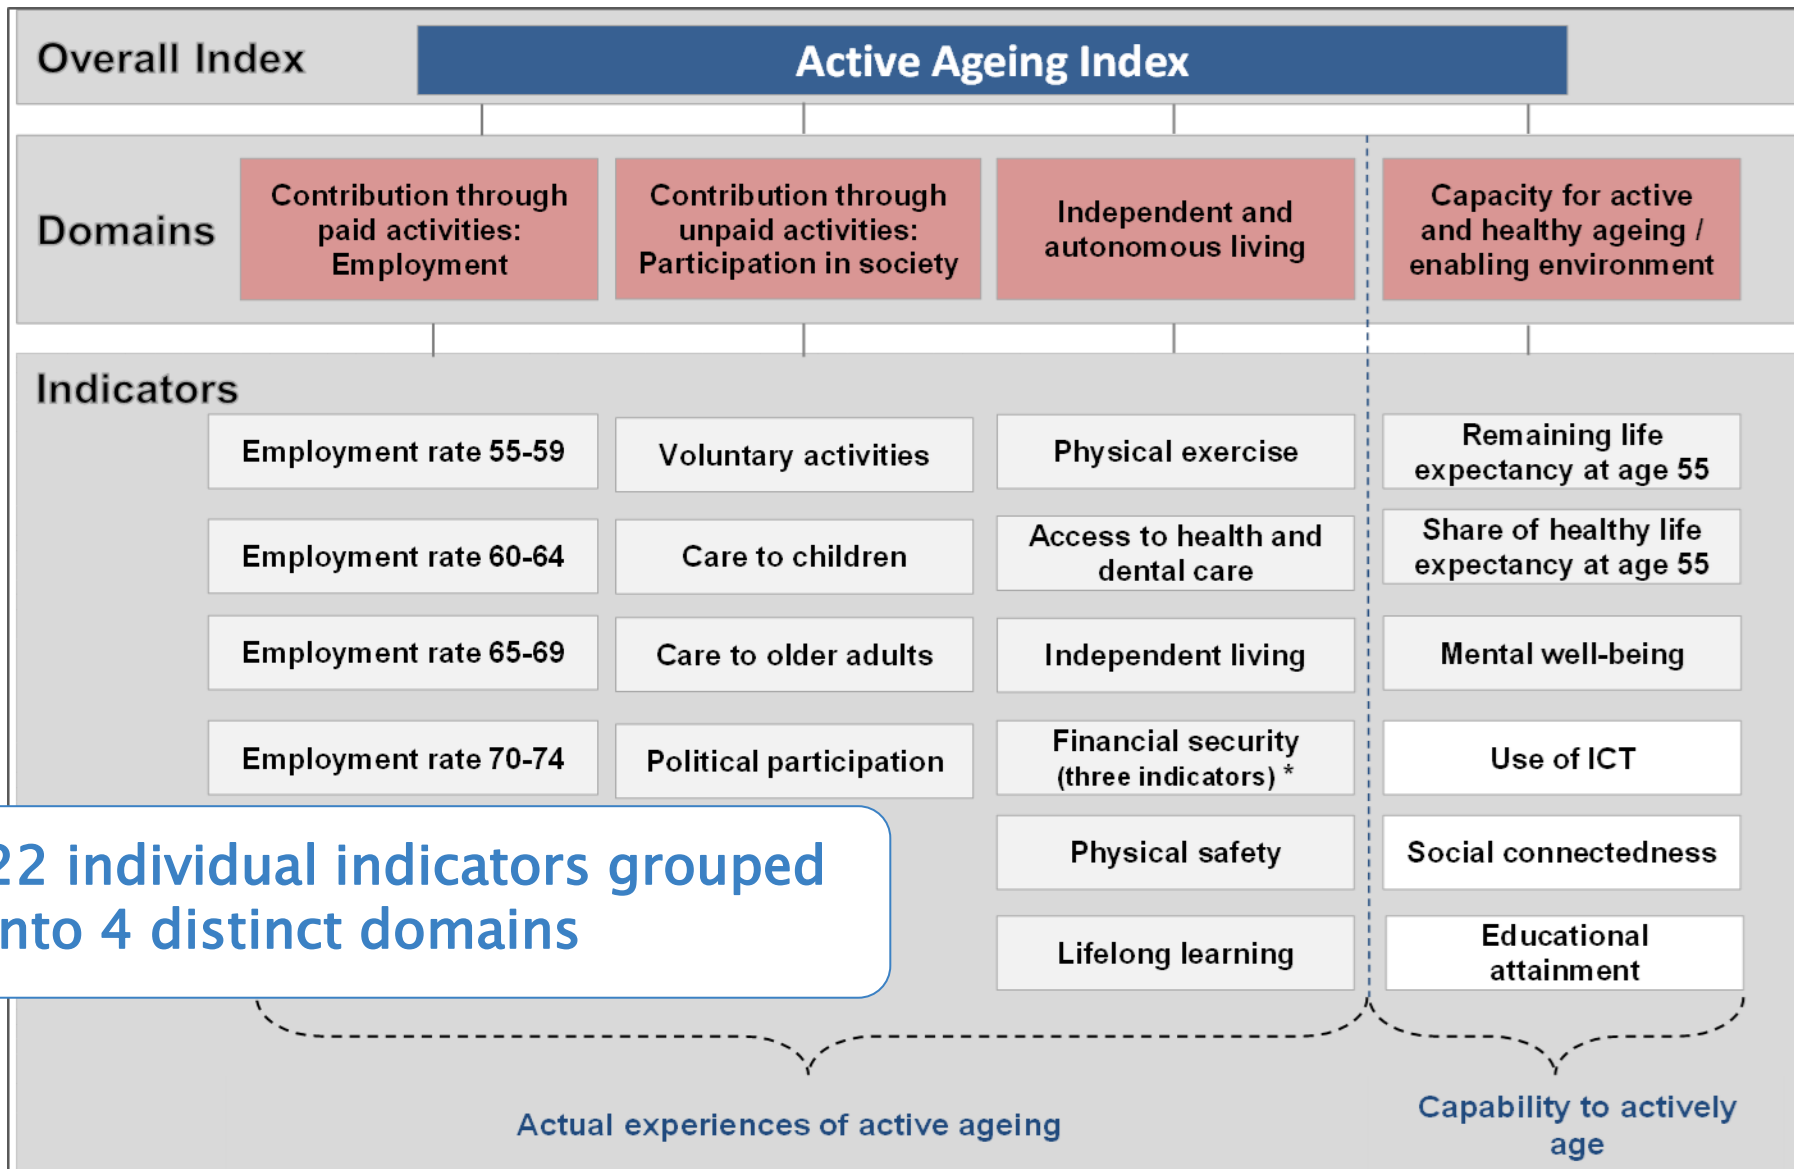 Overall Index
Active Ageing Index
Domains
Contribution through
paid activities:
Employment
Contribution through
unpaid activities:
Participation in society
Independent and
autonomous living
Capacity for active
and healthy ageing /
enabling environment
Indicators
Employment rate 55-59
Employment rate 60-64
Employment rate 65-69
Employment rate 70-74
Voluntary activities
Care to children
Care to older adults
Political participation
Physical exercise
Access to health and
dental care
Independent living
Financial security
(three indicators) *
Physical safety
Lifelong learning
Remaining life
expectancy at age 55
Share of healthy life
expectancy at age 55
Mental well-being
Use of ICT
Social connectedness
Educational
attainment
22 individual indicators grouped
nto 4 distinct domains
Actual experiences of active ageing
Capability to actively
age